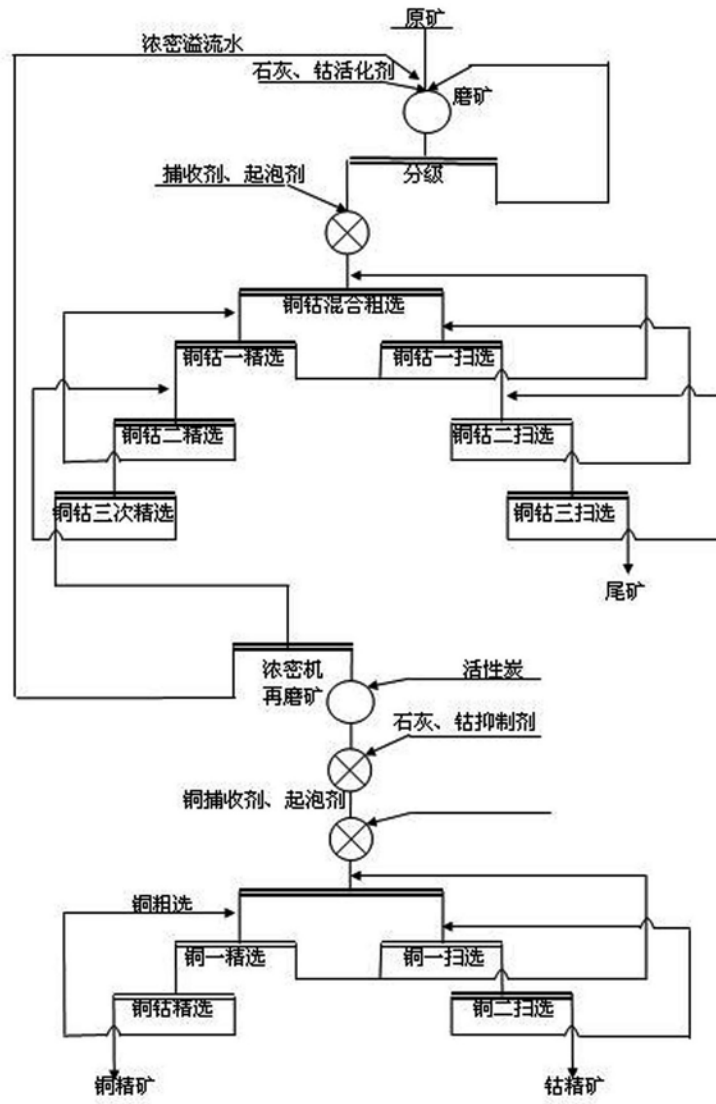 原矿
浓密溢流水
石灰、钴活化剂
磨矿
分级
捕收剂、起泡剂
铜钴混合粗选
铜钴一精选
铜钴一扫选
铜钴二精选
铜钴二扫选
铜钴三次精选
铜钴三扫选
尾矿
浓密机
再磨矿
活性炭
石灰、钴抑制剂
铜捕收剂、起泡剂
铜粗选
铜一精选
铜一扫选
铜钴精选
铜二扫选
铜精矿
钴精矿